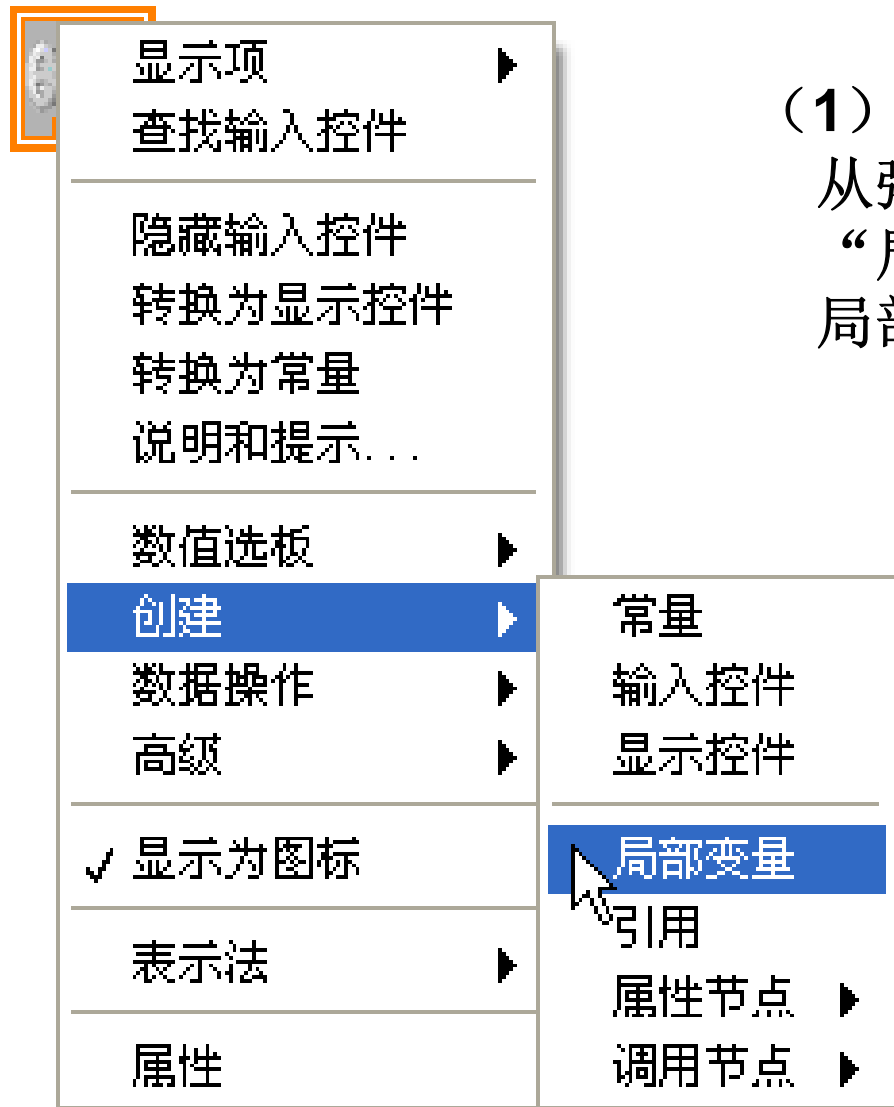 显示项
查找输入控件
隐藏输入控件
转换为显示控件
转换为常量
说明和提示...
数值选板
创建
数据操作
高级
显示为图标
表示法
属性
常量
输入控件
显示控件
局部变量
引用
属性节点
调用节点
（1）
从
“
局